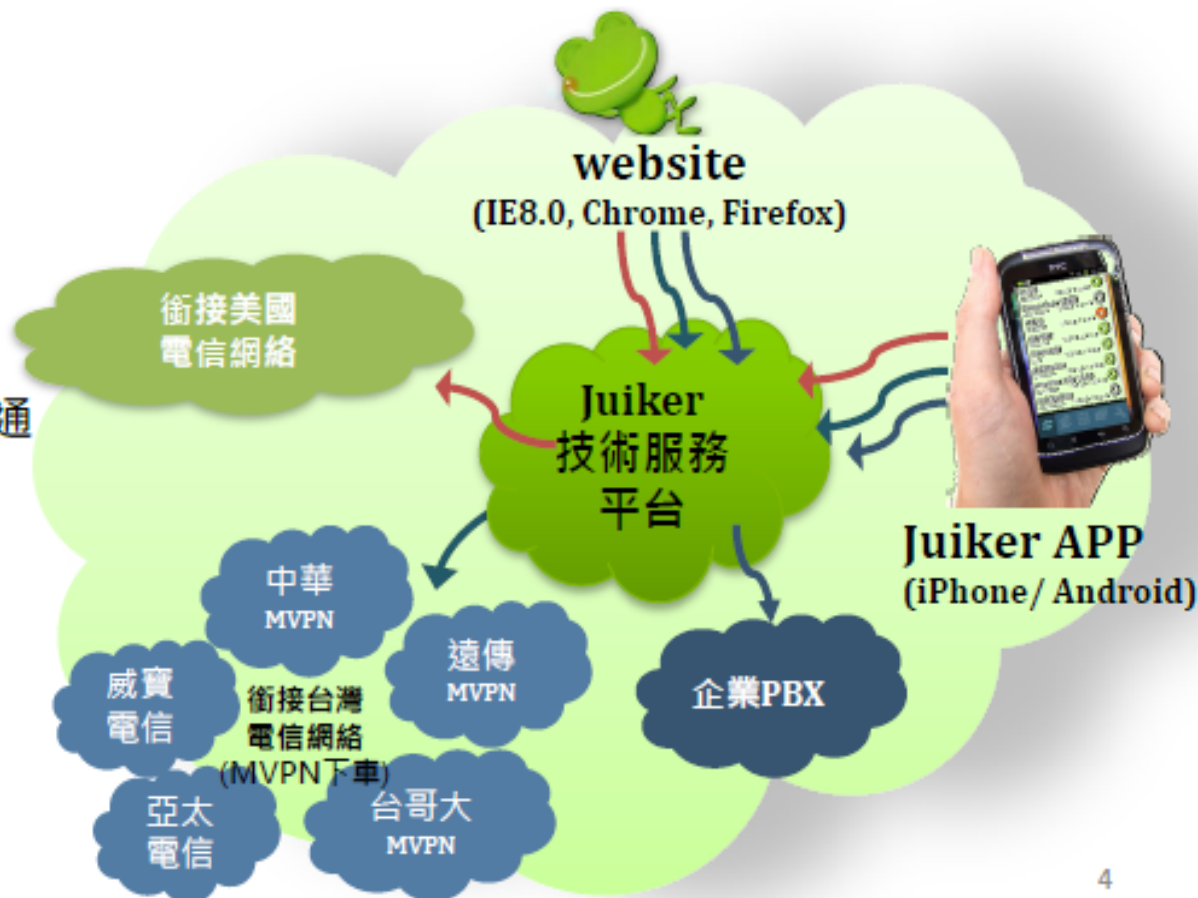 website
(IE8.0, Chrome, Firefox)
銜接美國
電信網絡
通
Juiker
技術服務
平台
Juiker APP
(iPhone/ Android)
中華
MVPN
遠傳
MVPN
威寶
電信
銜接台灣
電信網絡
(MVPN下車)
企業PBX
亞太
電信
台哥大
MVPN
4